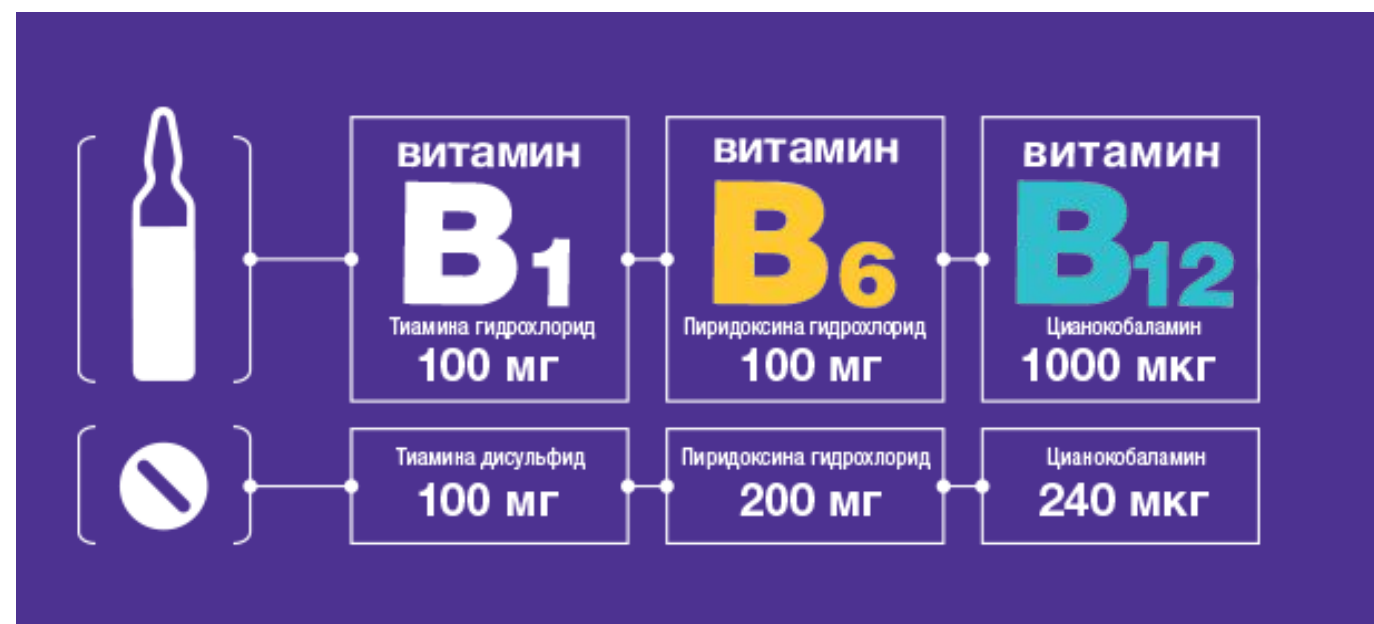 витамин
B1
Тиамина гидрохлорид
100 мг
витамин
B6
Пиридоксина гидрохлорид
100 мг
витамин
B12
Цианокобаламин
1000 мкг
Тиамина дисульфид
100 мг
Пиридоксина гидрохлорид
200 мг
Цианокобаламин
240 мкг